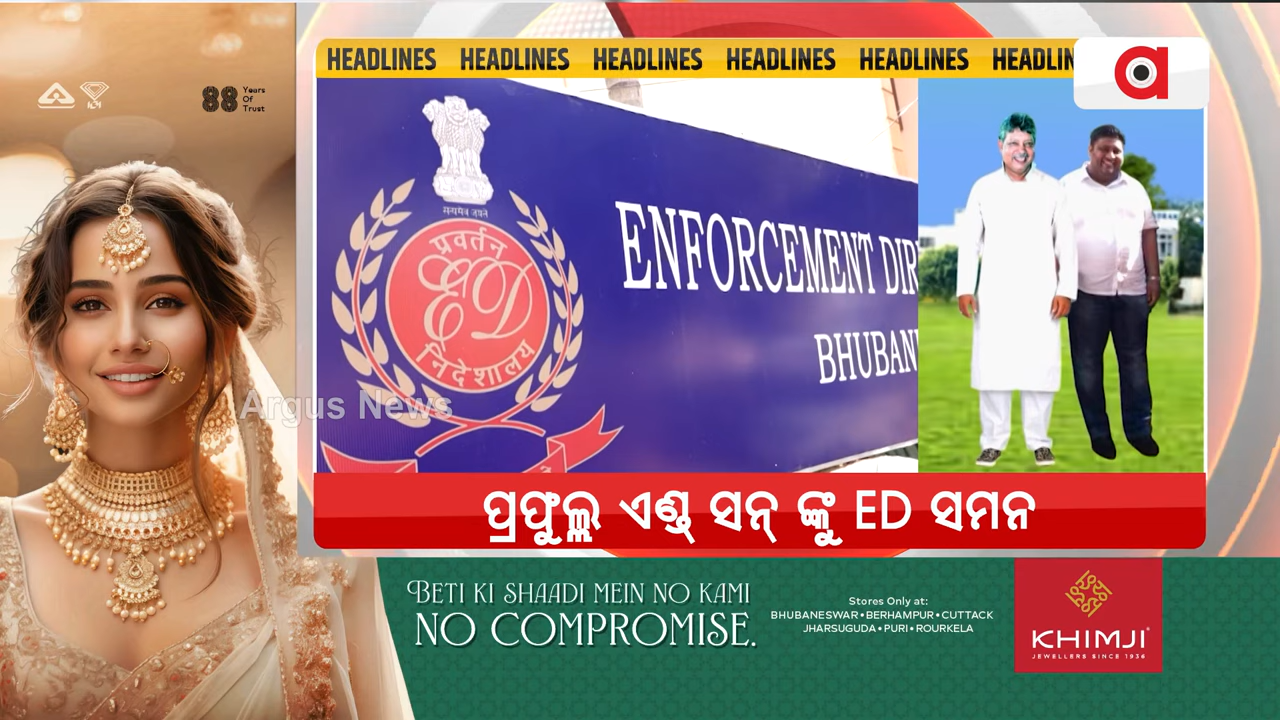 HEADLINES HEADLINES HEADLINES HEADLINES HEADLINES HEADLIN
a
88 Years
Of
Trust
सत्यमेव जयते
प्रवर्तन
ED
निदेशालय
ENFORCEMENT DIR
BHUBAN
Argus News
ପ୍ରଫୁଲ୍ଲ ଏଣ୍ଡ ସନ୍ ଙ୍କୁ ED ସମନ
BETI KI SHAADI MEIN NO KAMI
NO COMPROMISE.
Stores Only at:
BHUBANESWAR • BERHAMPUR • CUTTACK
JHARSUGUDA • PURI • ROURKELA
KHIMJI
JEWELLERS SINCE 1936